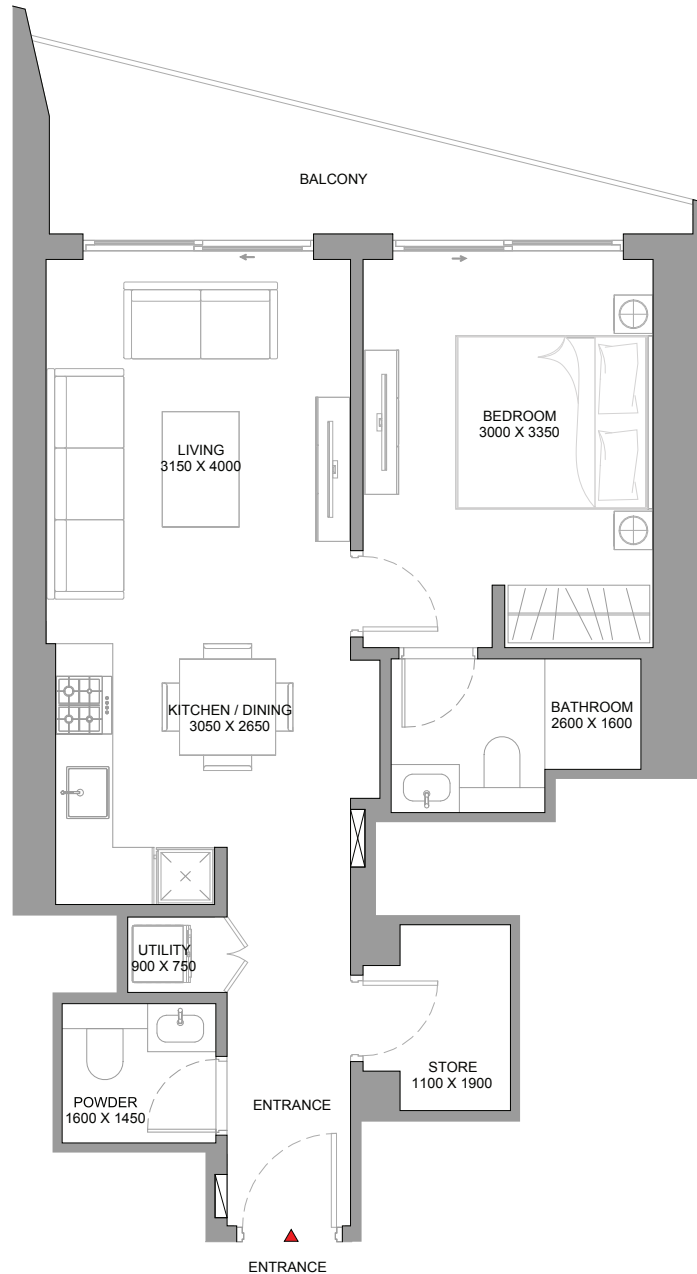 BALCONY
LIVING
3150 X 4000
BEDROOM
3000 X 3350
KITCHEN / DINING
3050 X 2650
BATHROOM
2600 X 1600
UTILITY
900 X 750
STORE
1100 X 1900
POWDER
1600 X 1450
ENTRANCE
ENTRANCE